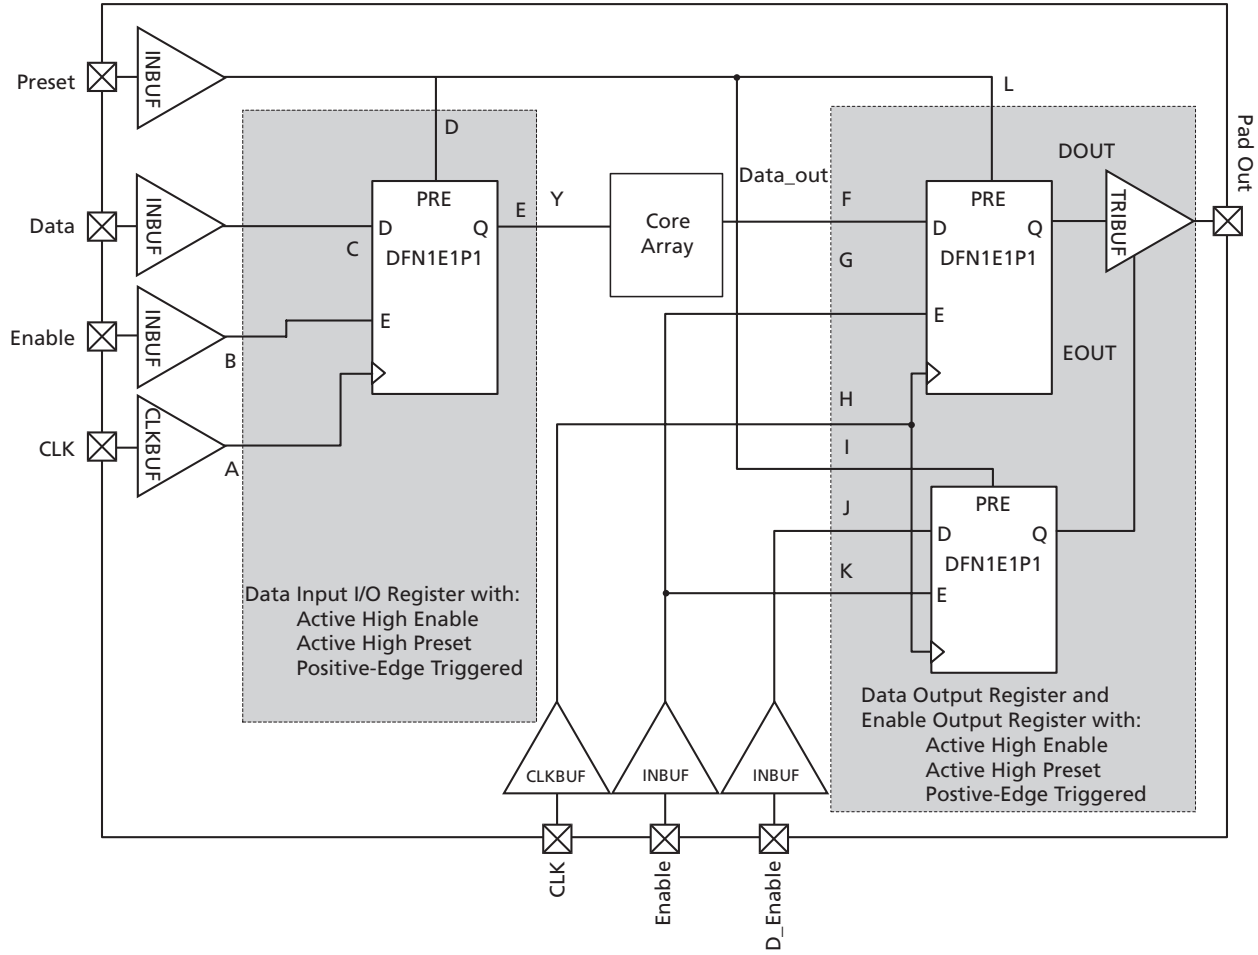 Preset
INBUF
L
D
Pad Out
DOUT
Data_out
Data
INBUF
PRE
D
Q
DFN1E1P1
C
E
Y
Core
Array
F
G
PRE
D
Q
DFN1E1P1
E
TRIBUF
EOUT
Enable
INBUF
B
E
CLK
CLKBUF
A
H
I
J
K
PRE
D
Q
DFN1E1P1
E
Data Input I/O Register with:
Active High Enable
Active High Preset
Positive-Edge Triggered
Data Output Register and
Enable Output Register with:
Active High Enable
Active High Preset
Postive-Edge Triggered
CLKBUF
INBUF
INBUF
CLK
Enable
D_Enable